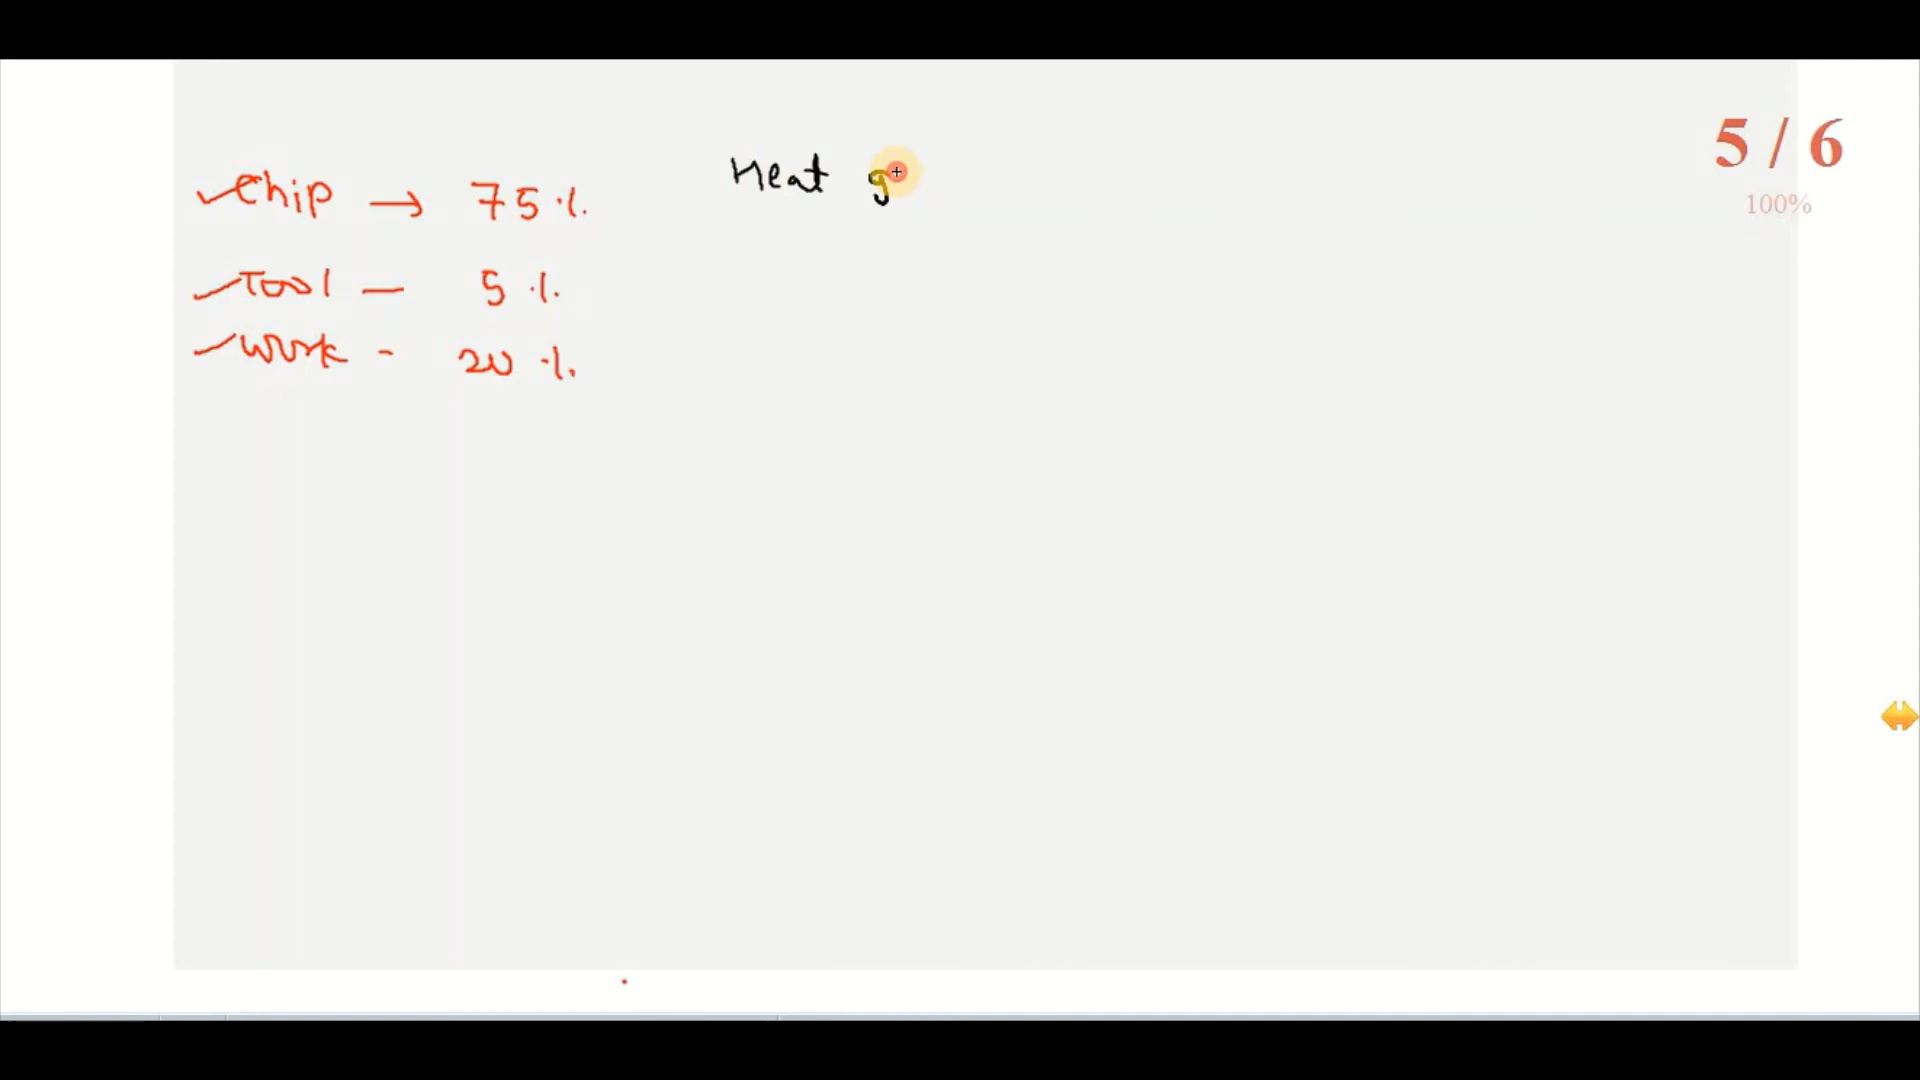 Chip → 75 %
Tool — 5 %
Work - 20 %
Heat g
5 / 6
100%